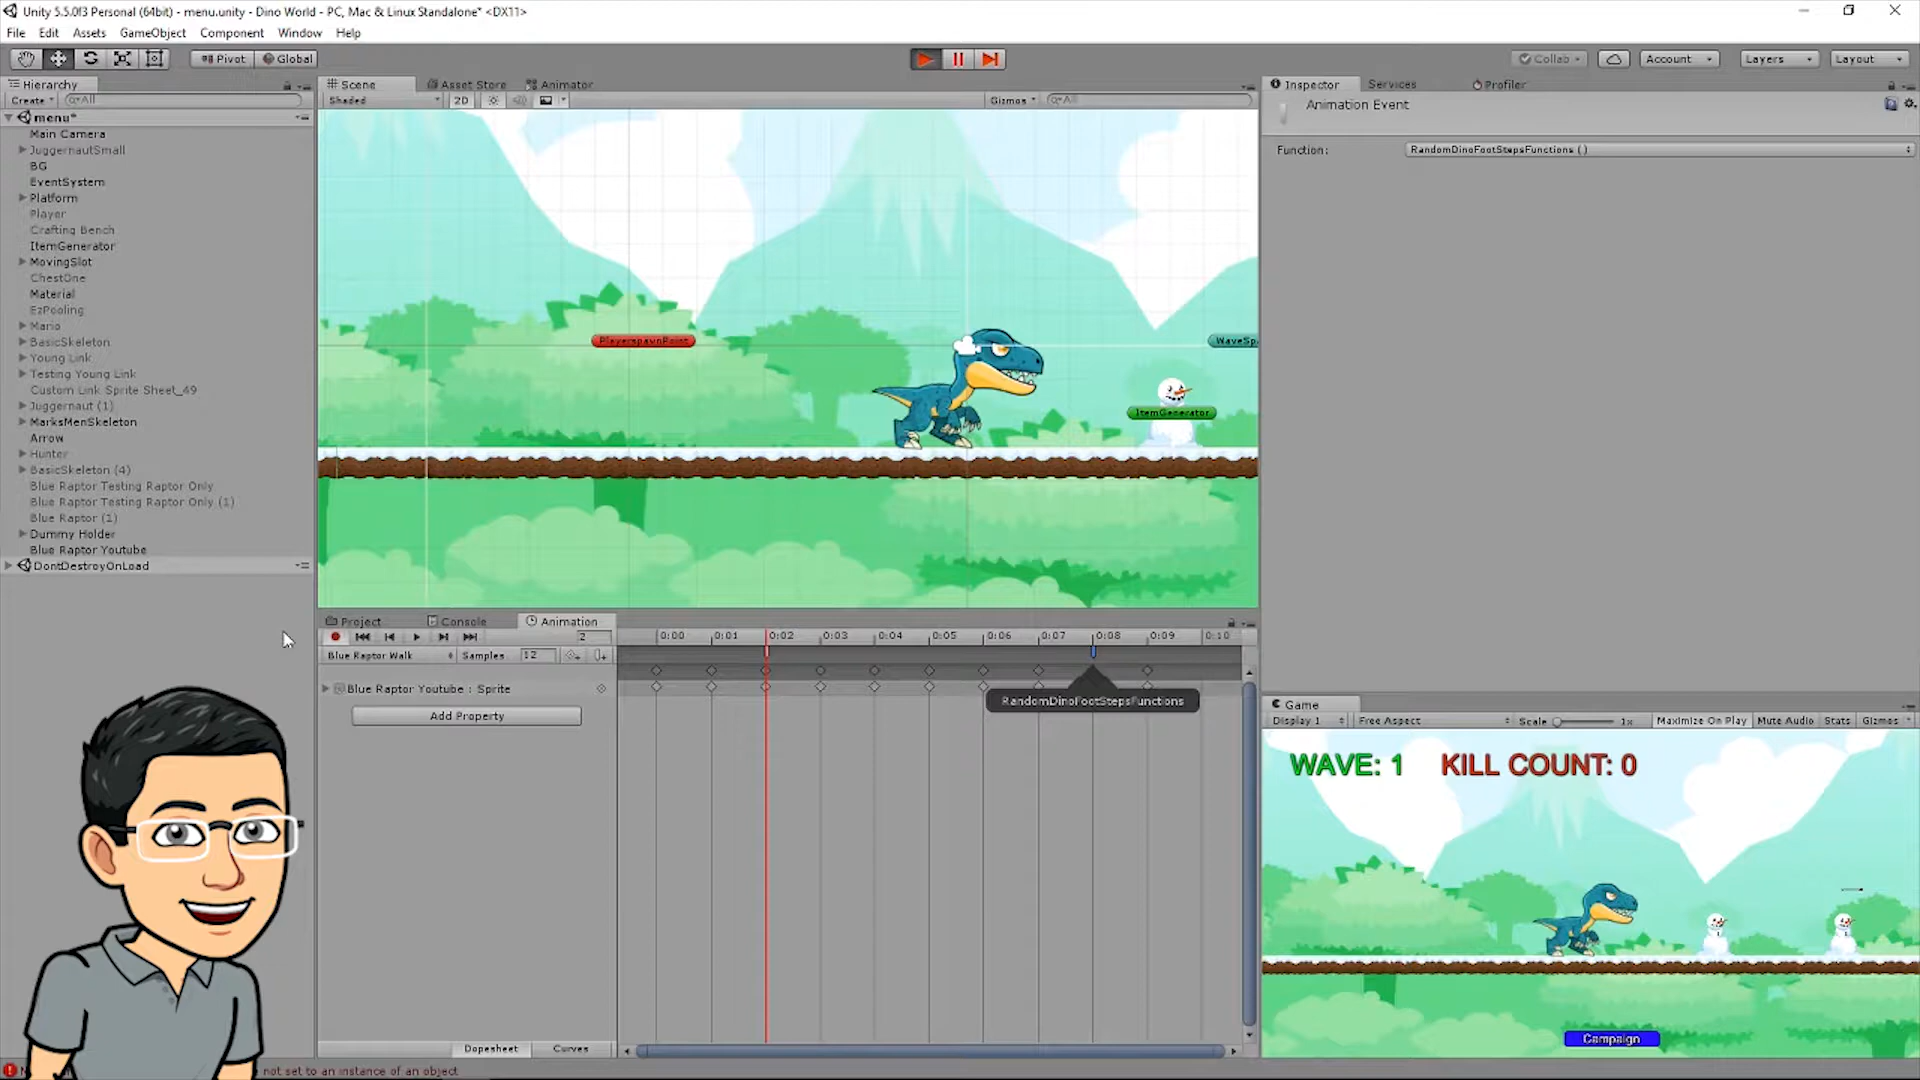 Unity 5.5.0f3 Personal (64bit) - menu.unity - Dino World - PC, Mac & Linux Standalone* <DX11>
File Edit Assets GameObject Component Window Help
Pivot Global Collab Account Layers Layout
Hierarchy
Create All
menu*
Main Camera
JuggernautSmall
BG
EventSystem
Platform
Player
Crafting Bench
ItemGenerator
MovingSlot
ChestOne
Material
EzPooling
Mario
BasicSkeleton
Young Link
Testing Young Link
Custom Link Sprite Sheet_49
Juggernaut (1)
MarksMenSkeleton
Arrow
Hunter
BasicSkeleton (4)
Blue Raptor Testing Raptor Only
Blue Raptor Testing Raptor Only (1)
Blue Raptor (1)
Dummy Holder
Blue Raptor Youtube
DontDestroyOnLoad
Scene Asset Store Animator
Shaded 2D Gizmos All
PlayerspawnPoint
WaveSp
ItemGenerator
Project Console Animation
2 0:00 0:01 0:02 0:03 0:04 0:05 0:06 0:07 0:08 0:09 0:10
Blue Raptor Walk Samples 12
Blue Raptor Youtube : Sprite
RandomDinoFootStepsFunctions
Add Property
Dopesheet Curves
Inspector Services Profiler
Animation Event
Function: RandomDinoFootStepsFunctions ( )
Game
Display 1 Free Aspect Scale 1x Maximize On Play Mute Audio Stats Gizmos
WAVE: 1 KILL COUNT: 0
Campaign
not set to an instance of an object